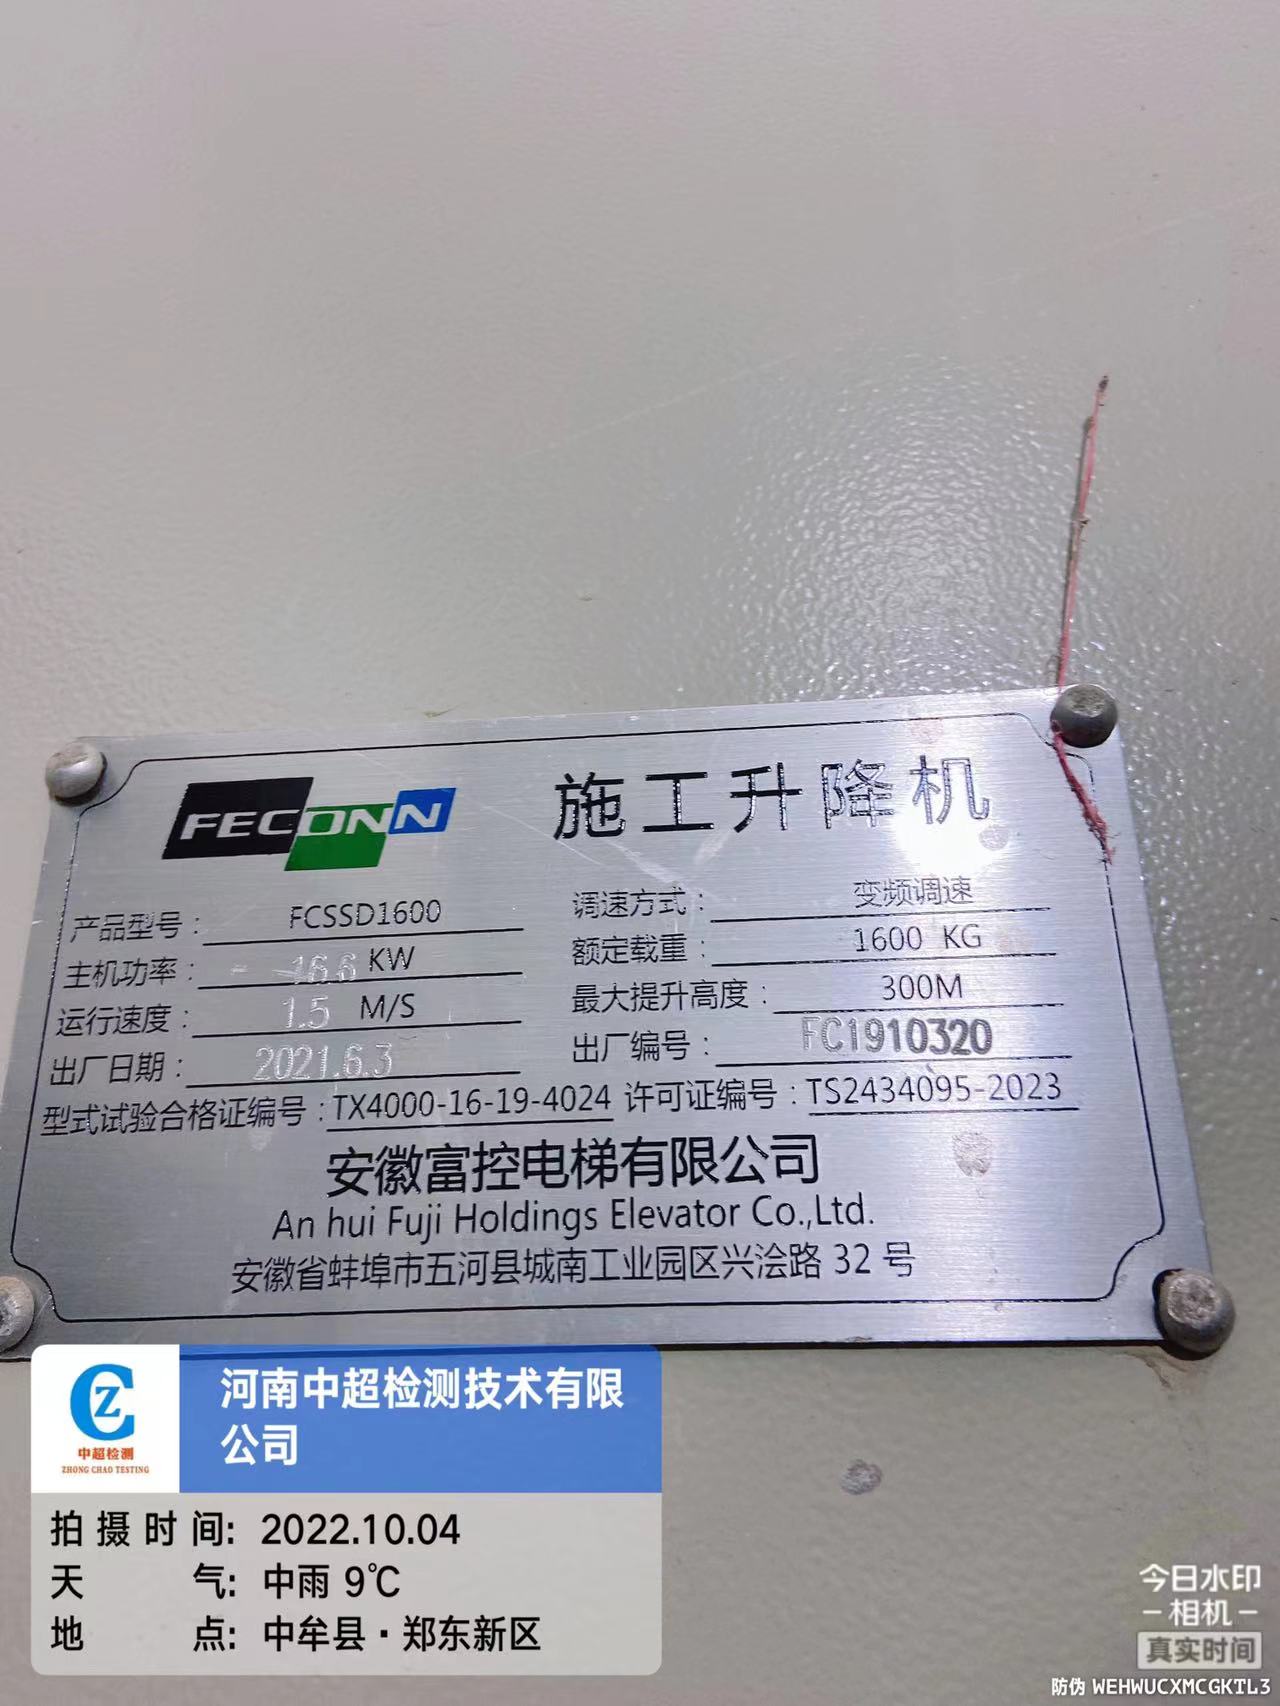 FECONN 施工升降机
产品型号: FCSSD1600 调速方式: 变频调速
主机功率: 16.6 KW 额定载重: 1600 KG
运行速度: 1.5 M/S 最大提升高度: 300M
出厂日期: 2021.6.3 出厂编号: FC1910320
型式试验合格证编号: TX4000-16-19-4024 许可证编号: TS2434095-2023
安徽富控电梯有限公司
An hui Fuji Holdings Elevator Co.,Ltd.
安徽省蚌埠市五河县城南工业园区兴浍路 32 号
CZ
中超检测
ZHONG CHAO TESTING
河南中超检测技术有限
公司
拍摄时间: 2022.10.04
天气: 中雨 9℃
地点: 中牟县·郑东新区
今日水印
-相机-
真实时间
防伪 WEHWUCXMCGKTL3